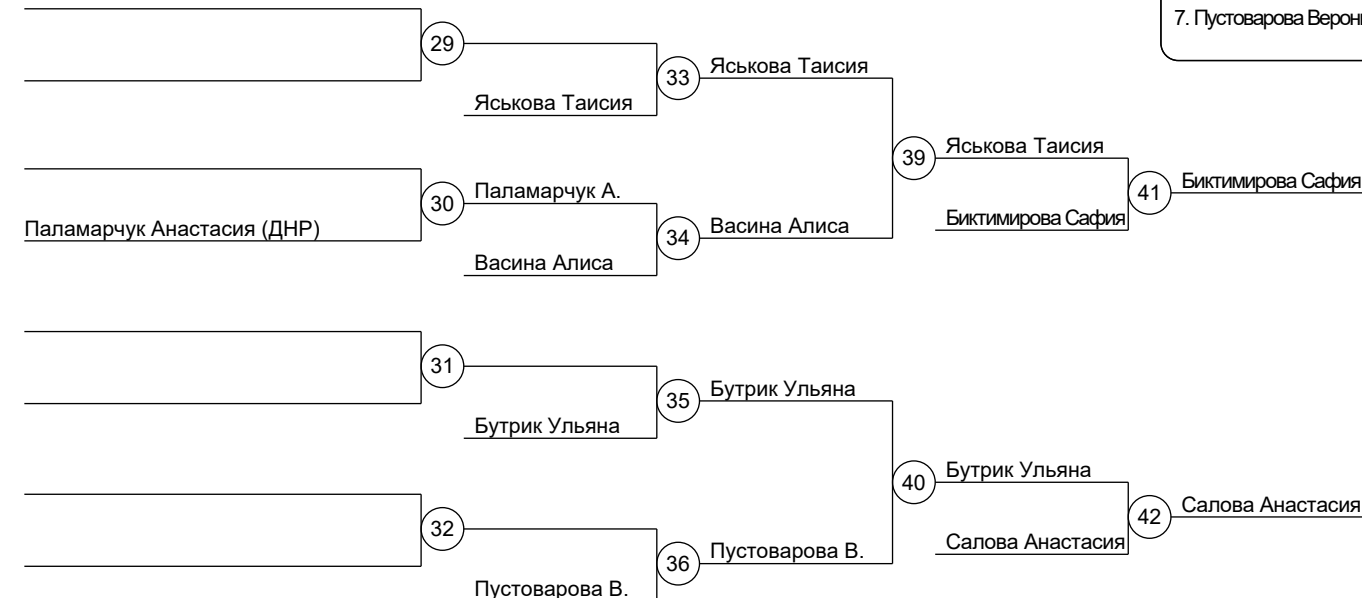 7. Пустоварова
29
33
Яськова Таисия
Яськова Таисия
39
Яськова Таисия
30
Паламарчук А.
41
Биктимирова Сафия
Паламарчук Анастасия (ДНР)
34
Васина Алиса
Биктимирова Сафия
Васина Алиса
31
35
Бутрик Ульяна
Бутрик Ульяна
40
Бутрик Ульяна
32
42
Салова Анастасия
36
Пустоварова В.
Салова Анастасия
Пустоварова В.